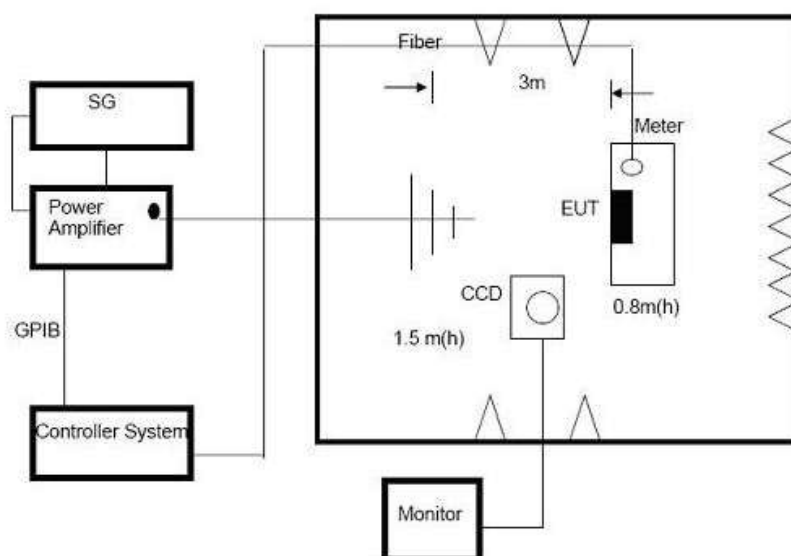 Fiber
3m
SG
Meter
Power
Amplifier
EUT
CCD
0.8m(h)
GPIB
1.5 m(h)
Controller System
Monitor